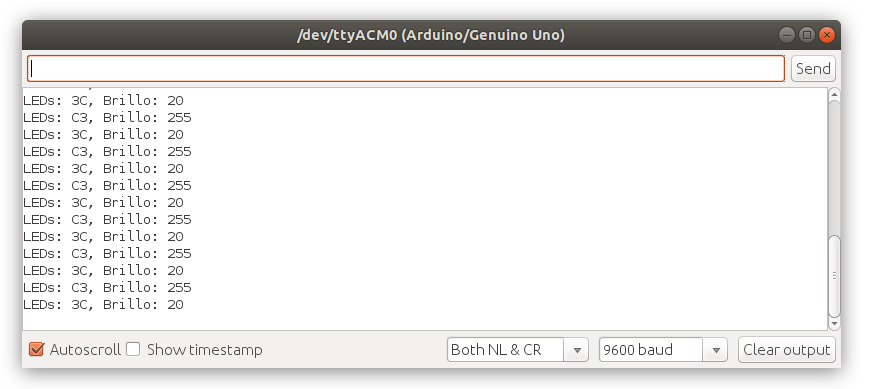 /dev/ttyACM0 (Arduino/Genuino Uno)
Send
LEDs: 3C, Brillo: 20
LEDs: C3, Brillo: 255
LEDs: 3C, Brillo: 20
LEDs: C3, Brillo: 255
LEDs: 3C, Brillo: 20
LEDs: C3, Brillo: 255
LEDs: 3C, Brillo: 20
LEDs: C3, Brillo: 255
LEDs: 3C, Brillo: 20
LEDs: C3, Brillo: 255
LEDs: 3C, Brillo: 20
LEDs: C3, Brillo: 255
LEDs: 3C, Brillo: 20
Autoscroll Show timestamp Both NL & CR 9600 baud Clear output